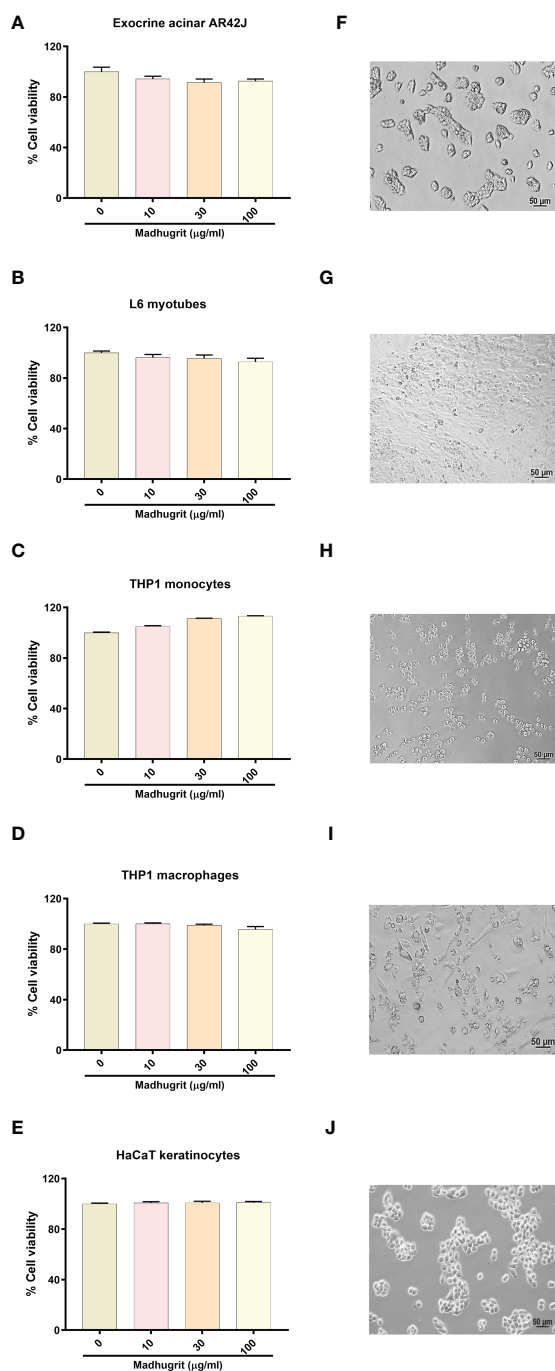 A
Exocrine acinar AR42J
F
% Cell viability
120
80
40
0
0 10 30 100
Madhugrit (μg/ml)
50 μm
B
L6 myotubes
G
% Cell viability
120
80
40
0
0 10 30 100
Madhugrit (μg/ml)
50 μm
C
THP1 monocytes
H
% Cell viability
120
80
40
0
0 10 30 100
Madhugrit (μg/ml)
50 μm
D
THP1 macrophages
I
% Cell viability
120
80
40
0
0 10 30 100
Madhugrit (μg/ml)
50 μm
E
HaCaT keratinocytes
J
% Cell viability
120
80
40
0
0 10 30 100
Madhugrit (μg/ml)
50 μm